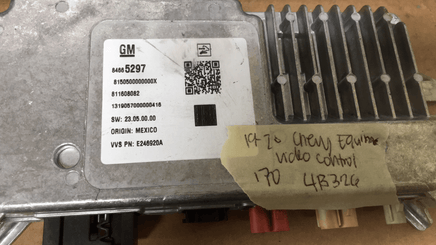 GM
84665297
8150500000000X
811608082
1319057000000416
SW: 23.05.00.00
ORIGIN: MEXICO
VVS PN: E246920A
19-20 Chevy Equinox
video control
170 4B326